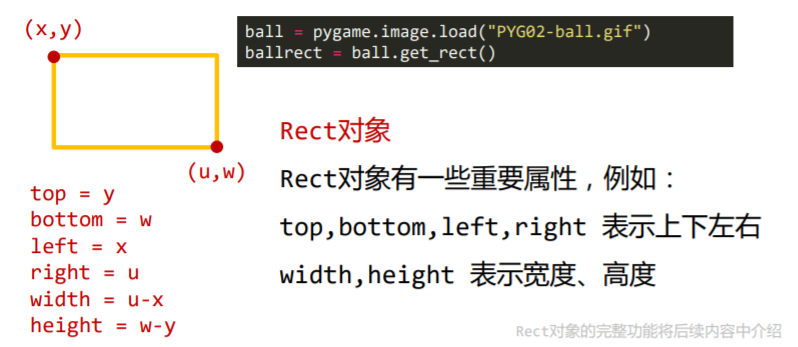 (x,y)
ball = pygame.image.load("PYG02-ball.gif")
ballrect = ball.get_rect()
(u,w)
top = y
bottom = w
left = x
right = u
width = u-x
height = w-y
Rect对象
Rect对象有一些重要属性，例如：
top,bottom,left,right 表示上下左右
width,height 表示宽度、高度
Rect对象的完整功能将后续内容中介绍